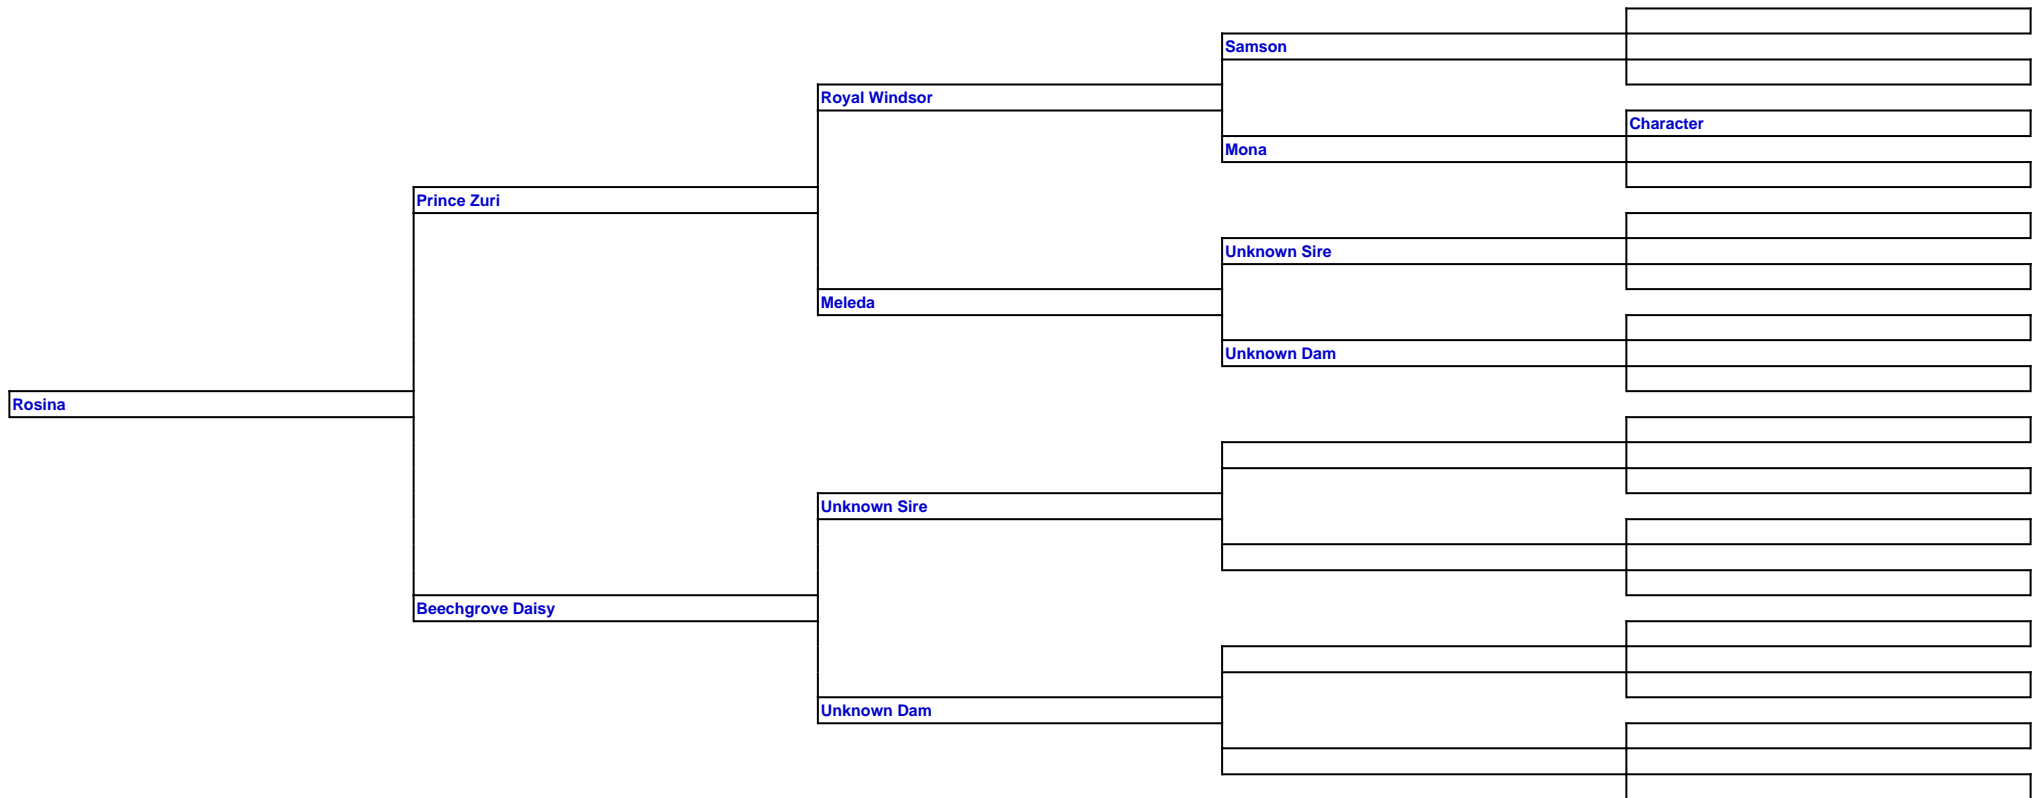 Samson
Royal Windsor
Character
Mona
Prince Zuri
Unknown Sire
Meleda
Unknown Dam
Rosina
Unknown Sire
Beechgrove Daisy
Unknown Dam